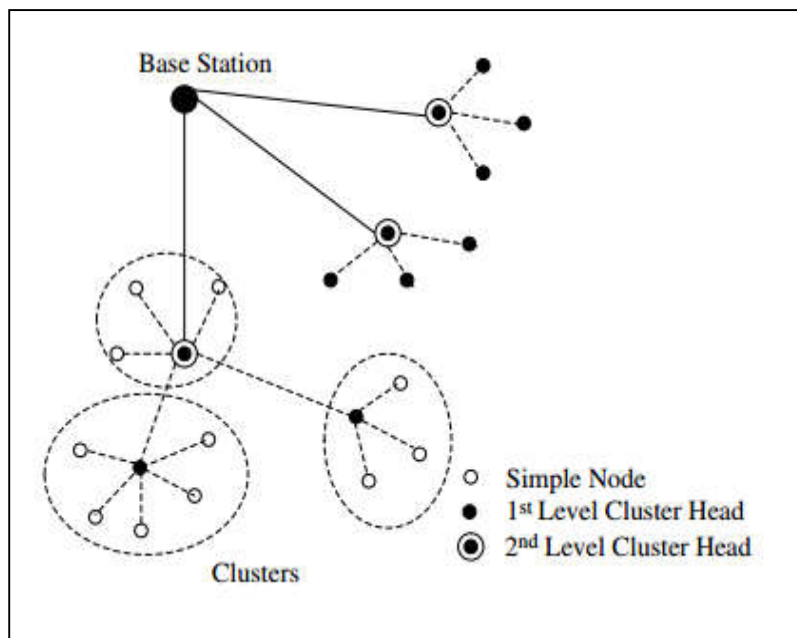 Base Station
Simple Node
1st Level Cluster Head
2nd Level Cluster Head
Clusters